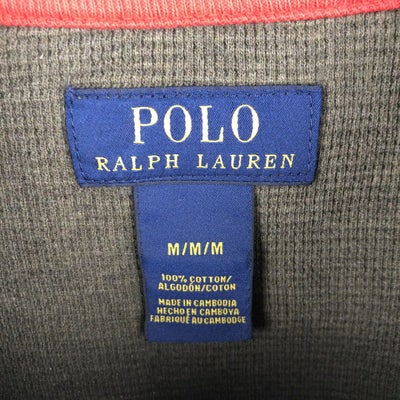 POLO
RALPH LAUREN
M/M/M
100% COTTON/
ALGODÓN/COTON
MADE IN CAMBODIA
HECHO EN CAMBOYA
FABRIQUÉ AU CAMBODGE